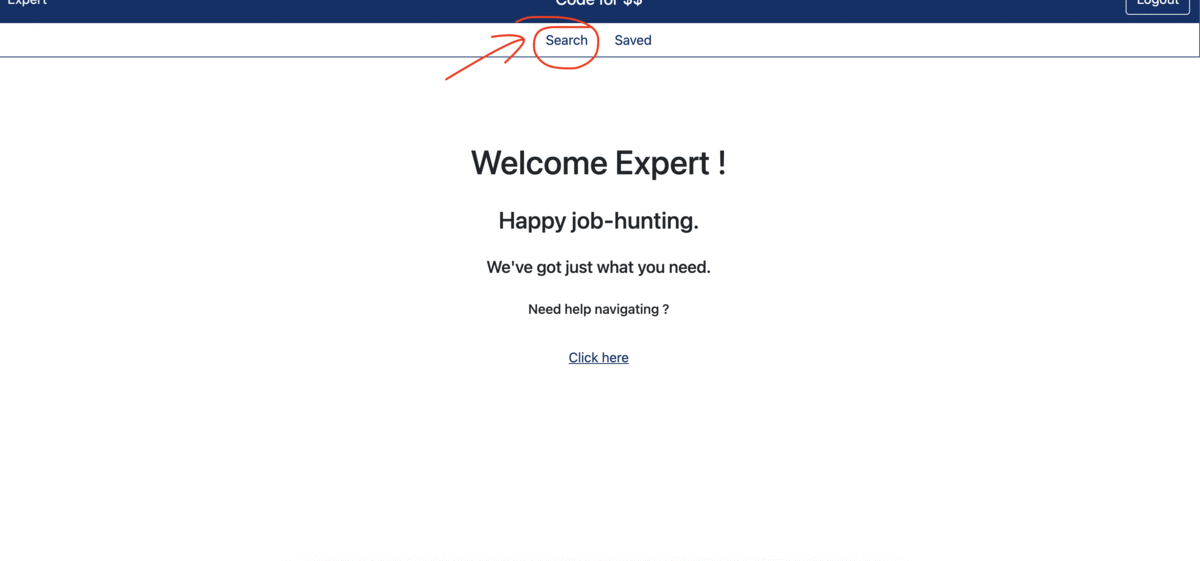 Expert Code for $$ Logout
Search Saved
Welcome Expert !
Happy job-hunting.
We've got just what you need.
Need help navigating ?
Click here